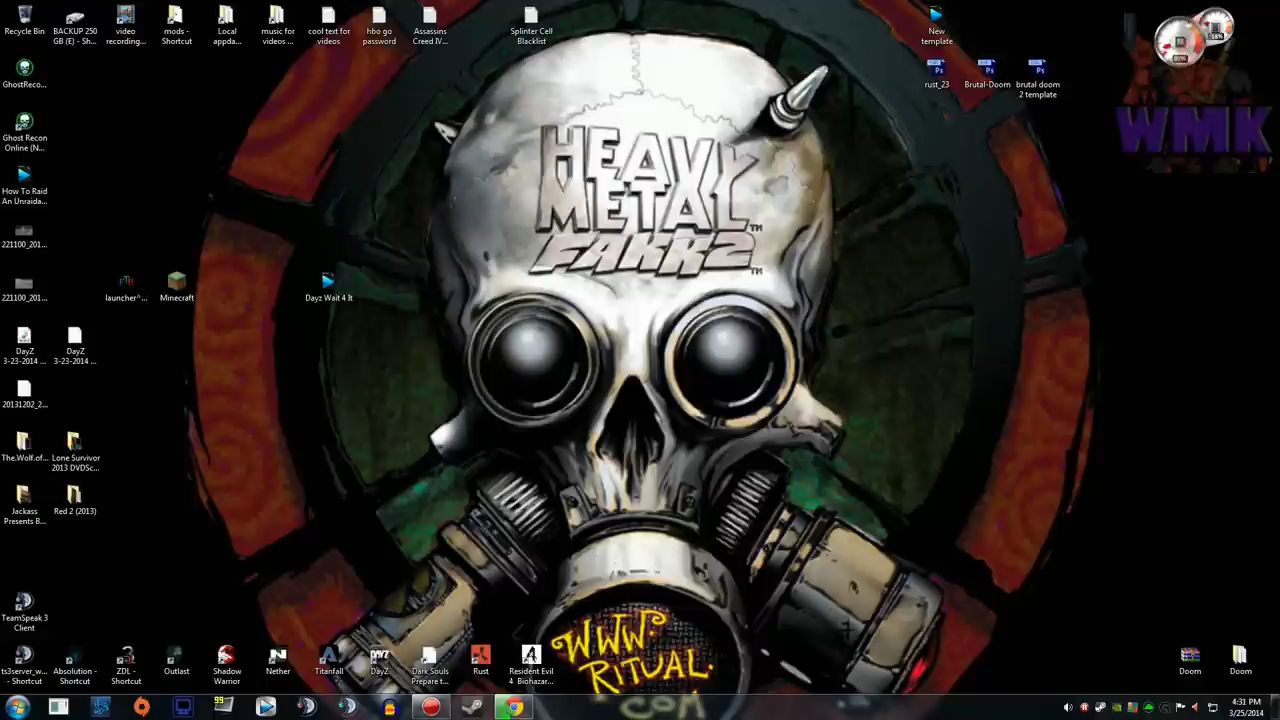 Recycle Bin
BACKUP 250
GB (E) - Sh...
video
recording...
mods -
Shortcut
Local
appda...
music for
videos ...
cool text for
videos
hbo go
password
Assassins
Creed IV...
Splinter Cell
Blacklist
New
template
GhostReco...
rust_23
Brutal-Doom
brutal doom
2 template
WMK
Ghost Recon
Online (N...
HEAVY
METAL™
FAKK2™
How To Raid
An Unraida...
221100_201...
221100_201...
launcher^...
Minecraft
Dayz Wait 4 It
DayZ
3-23-2014 ...
DayZ
3-23-2014 ...
20131202_2...
The.Wolf.of...
Lone Survivor
2013 DVDSc...
Jackass
Presents B...
Red 2 (2013)
TeamSpeak 3
Client
WWW.
RITUAL.
COM
ts3server_w...
- Shortcut
Absolution -
Shortcut
ZDL -
Shortcut
Outlast
Shadow
Warrior
Nether
Titanfall
DayZ
Dark Souls
Prepare t...
Rust
Resident Evil
4 Biohazar...
Doom
Doom
99
4:31 PM
3/25/2014